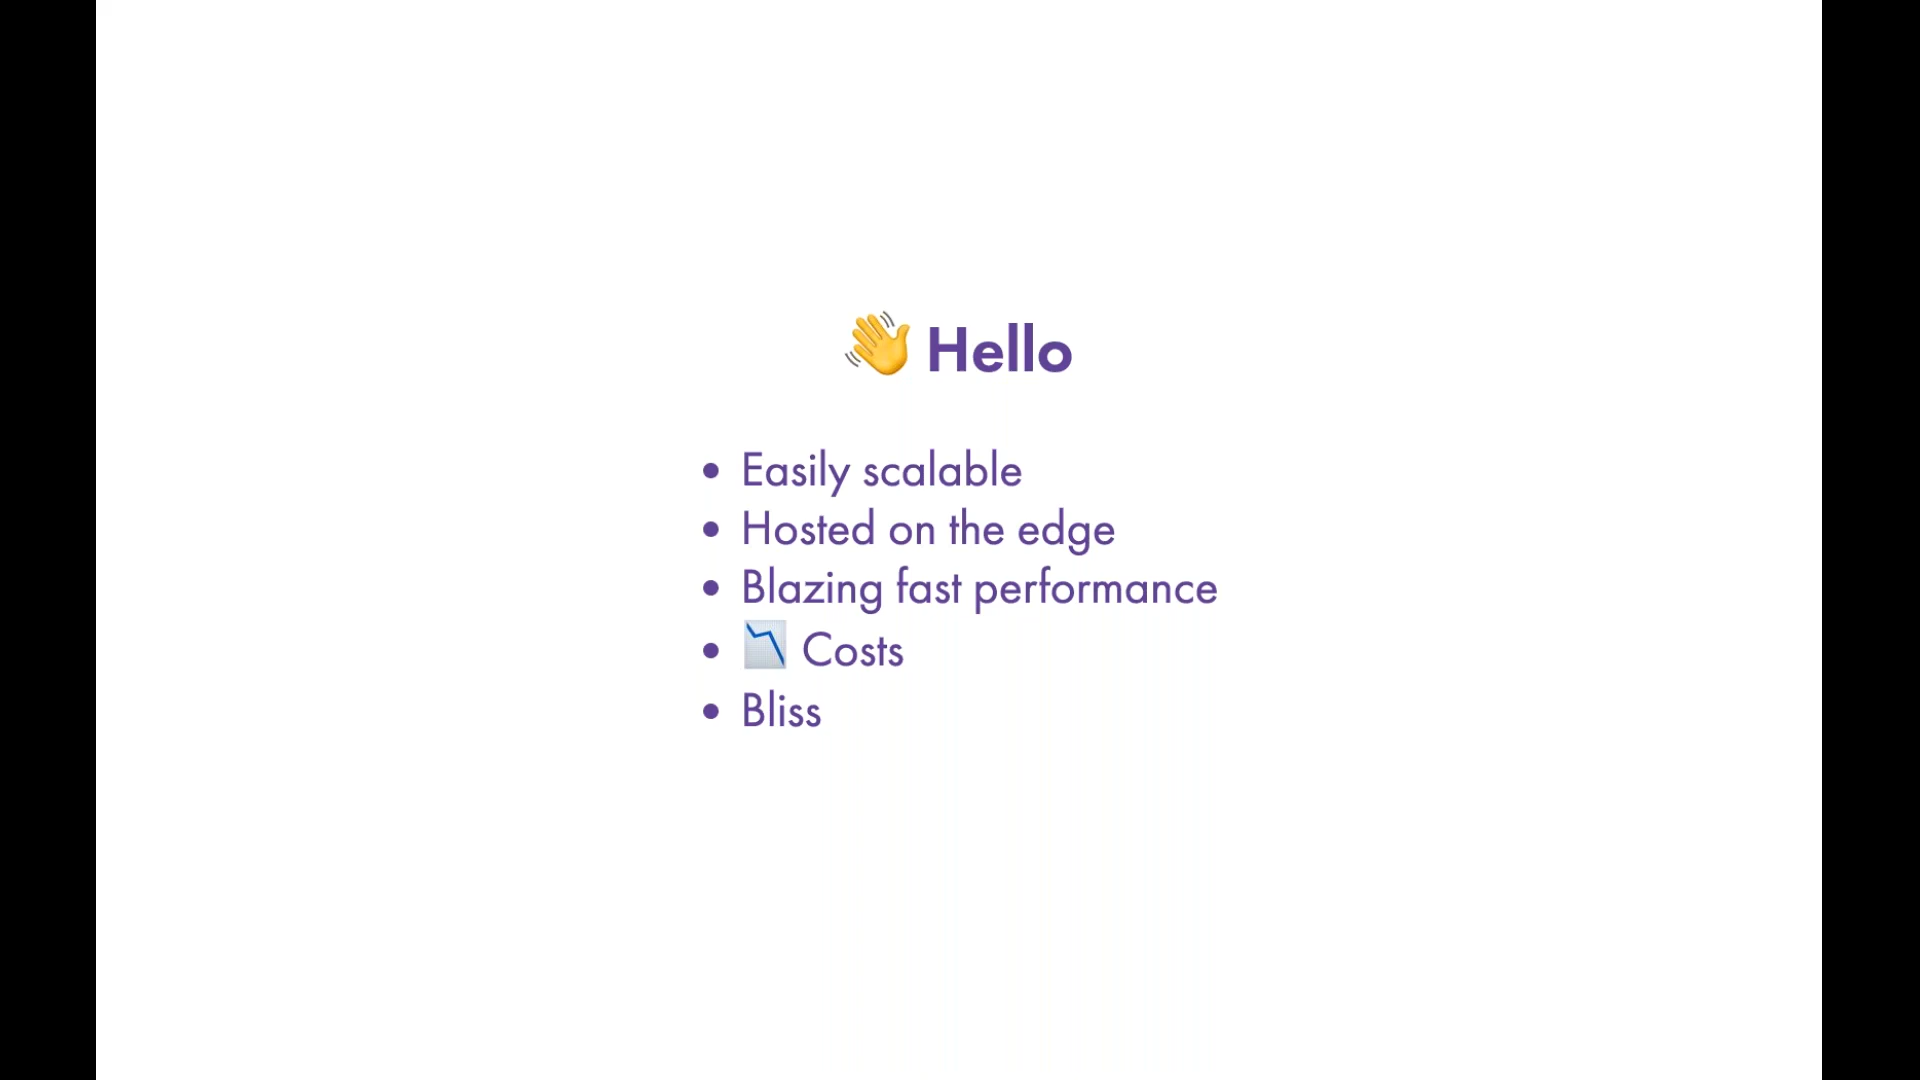 👋 Hello
• Easily scalable
• Hosted on the edge
• Blazing fast performance
• 📉 Costs
• Bliss